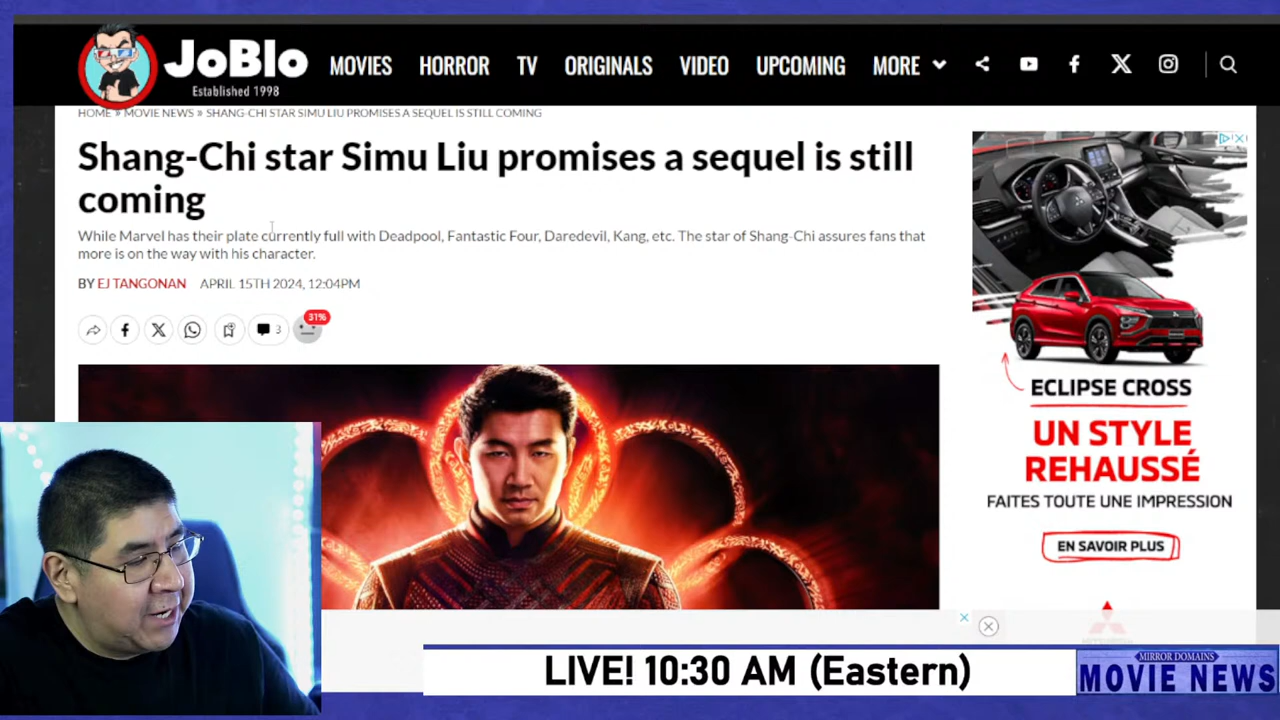 JoBlo
Established 1998
MOVIES HORROR TV ORIGINALS VIDEO UPCOMING MORE
HOME » MOVIE NEWS » SHANG-CHI STAR SIMU LIU PROMISES A SEQUEL IS STILL COMING
Shang-Chi star Simu Liu promises a sequel is still
coming
While Marvel has their plate currently full with Deadpool, Fantastic Four, Daredevil, Kang, etc. The star of Shang-Chi assures fans that
more is on the way with his character.
BY EJ TANGONAN APRIL 15TH 2024, 12:04PM
3
31%
ECLIPSE CROSS
UN STYLE
REHAUSSÉ
FAITES TOUTE UNE IMPRESSION
EN SAVOIR PLUS
LIVE! 10:30 AM (Eastern)
MIRROR DOMAINS
MOVIE NEWS